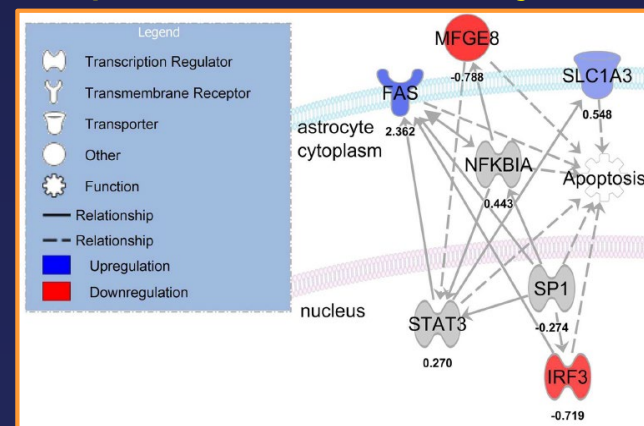 Legend
Transcription Regulator
Transmembrane Receptor
Transporter
Other
Function
Relationship
Relationship
Upregulation
Downregulation
MFGE8
-0.788
SLC1A3
0.548
FAS
2.362
astrocyte
cytoplasm
NFKBIA
0.443
Apoptosis
nucleus
SP1
-0.274
STAT3
0.270
IRF3
-0.719